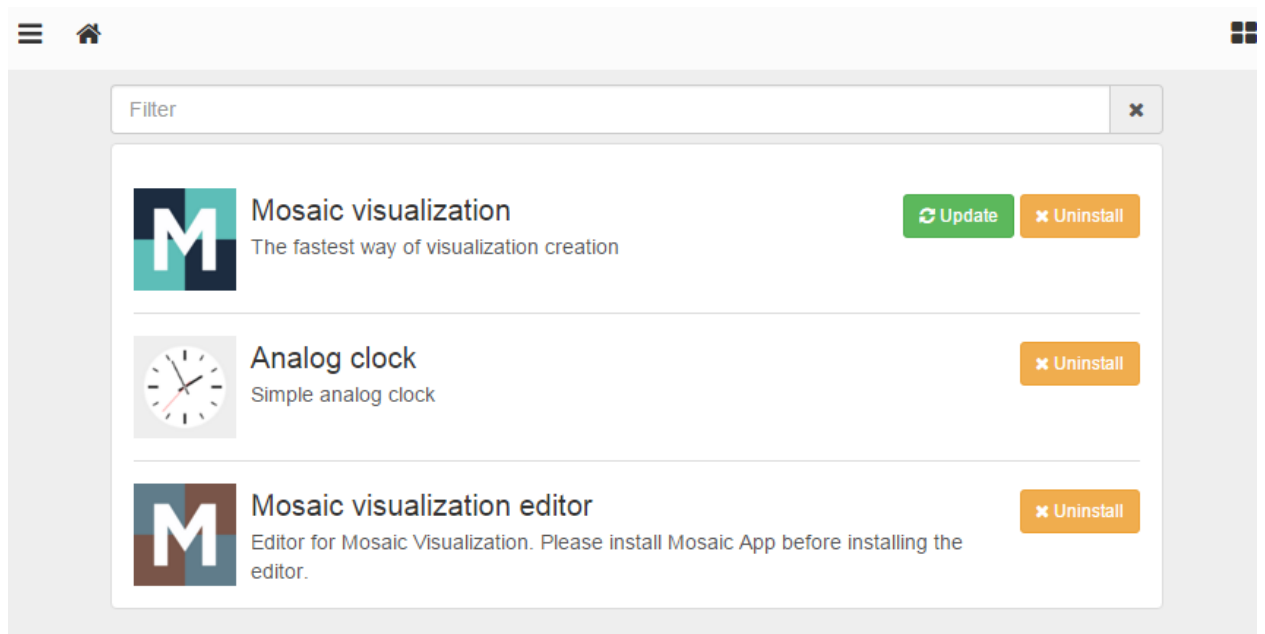 Filter
M
Mosaic visualization
The fastest way of visualization creation
Update
Uninstall
Analog clock
Simple analog clock
Uninstall
M
Mosaic visualization editor
Editor for Mosaic Visualization. Please install Mosaic App before installing the
editor.
Uninstall